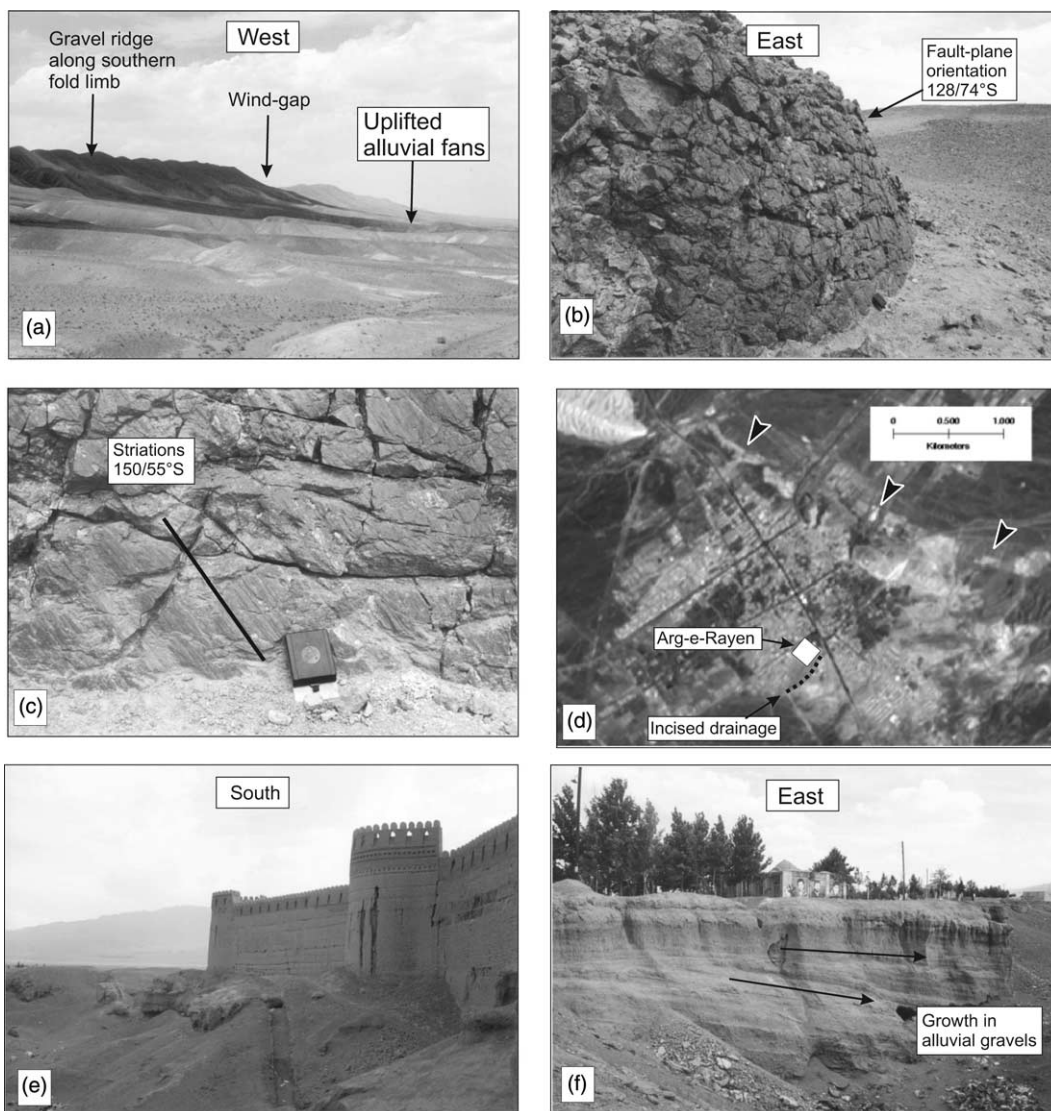 West
Gravel ridge
along southern
fold limb
Wind-gap
Uplifted
alluvial fans
(a)
East
Fault-plane
orientation
128/74°S
(b)
Striations
150/55°S
(c)
0 0.500 1.000
Kilometers
Arg-e-Rayen
Incised drainage
(d)
South
(e)
East
Growth in
alluvial gravels
(f)